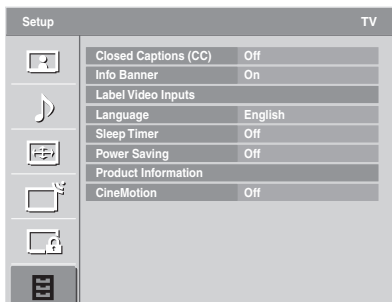 Setup TV
Closed Captions (CC) Off
Info Banner On
Label Video Inputs
Language English
Sleep Timer Off
Power Saving Off
Product Information
CineMotion Off